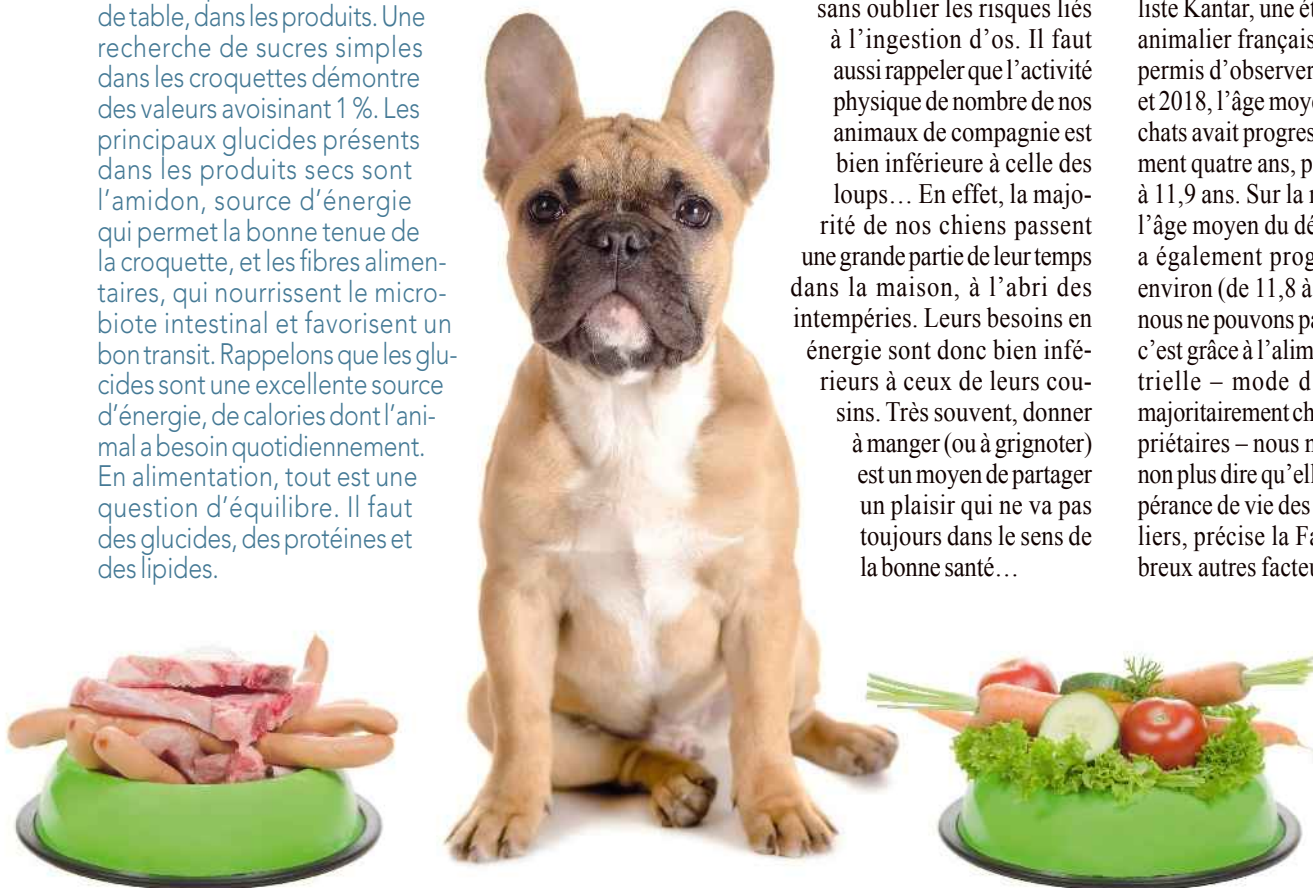 de table, dans les produits. Une
recherche de sucres simples
dans les croquettes démontre
des valeurs avoisinant 1 %. Les
principaux glucides présents
dans les produits secs sont
l’amidon, source d’énergie
qui permet la bonne tenue de
la croquette, et les fibres alimen-
taires, qui nourrissent le micro-
biote intestinal et favorisent un
bon transit. Rappelons que les glu-
cides sont une excellente source
d’énergie, de calories dont l’ani-
mal a besoin quotidiennement.
En alimentation, tout est une
question d’équilibre. Il faut
des glucides, des protéines et
des lipides.
sans oublier les risques liés
à l’ingestion d’os. Il faut
aussi rappeler que l’activité
physique de nombre de nos
animaux de compagnie est
bien inférieure à celle des
loups… En effet, la majo-
rité de nos chiens passent
une grande partie de leur temps
dans la maison, à l’abri des
intempéries. Leurs besoins en
énergie sont donc bien infé-
rieurs à ceux de leurs cou-
sins. Très souvent, donner
à manger (ou à grignoter)
est un moyen de partager
un plaisir qui ne va pas
toujours dans le sens de
la bonne santé…
liste Kantar, une ét
animalier français
permis d’observer
et 2018, l’âge moye
chats avait progres
ment quatre ans, p
à 11,9 ans. Sur la
l’âge moyen du dé
a également prog
environ (de 11,8 à
nous ne pouvons pa
c’est grâce à l’alim
trielle – mode d
majoritairement ch
priétaires – nous n
non plus dire qu’ell
pérance de vie des
liers, précise la Fa
breux autres facteu